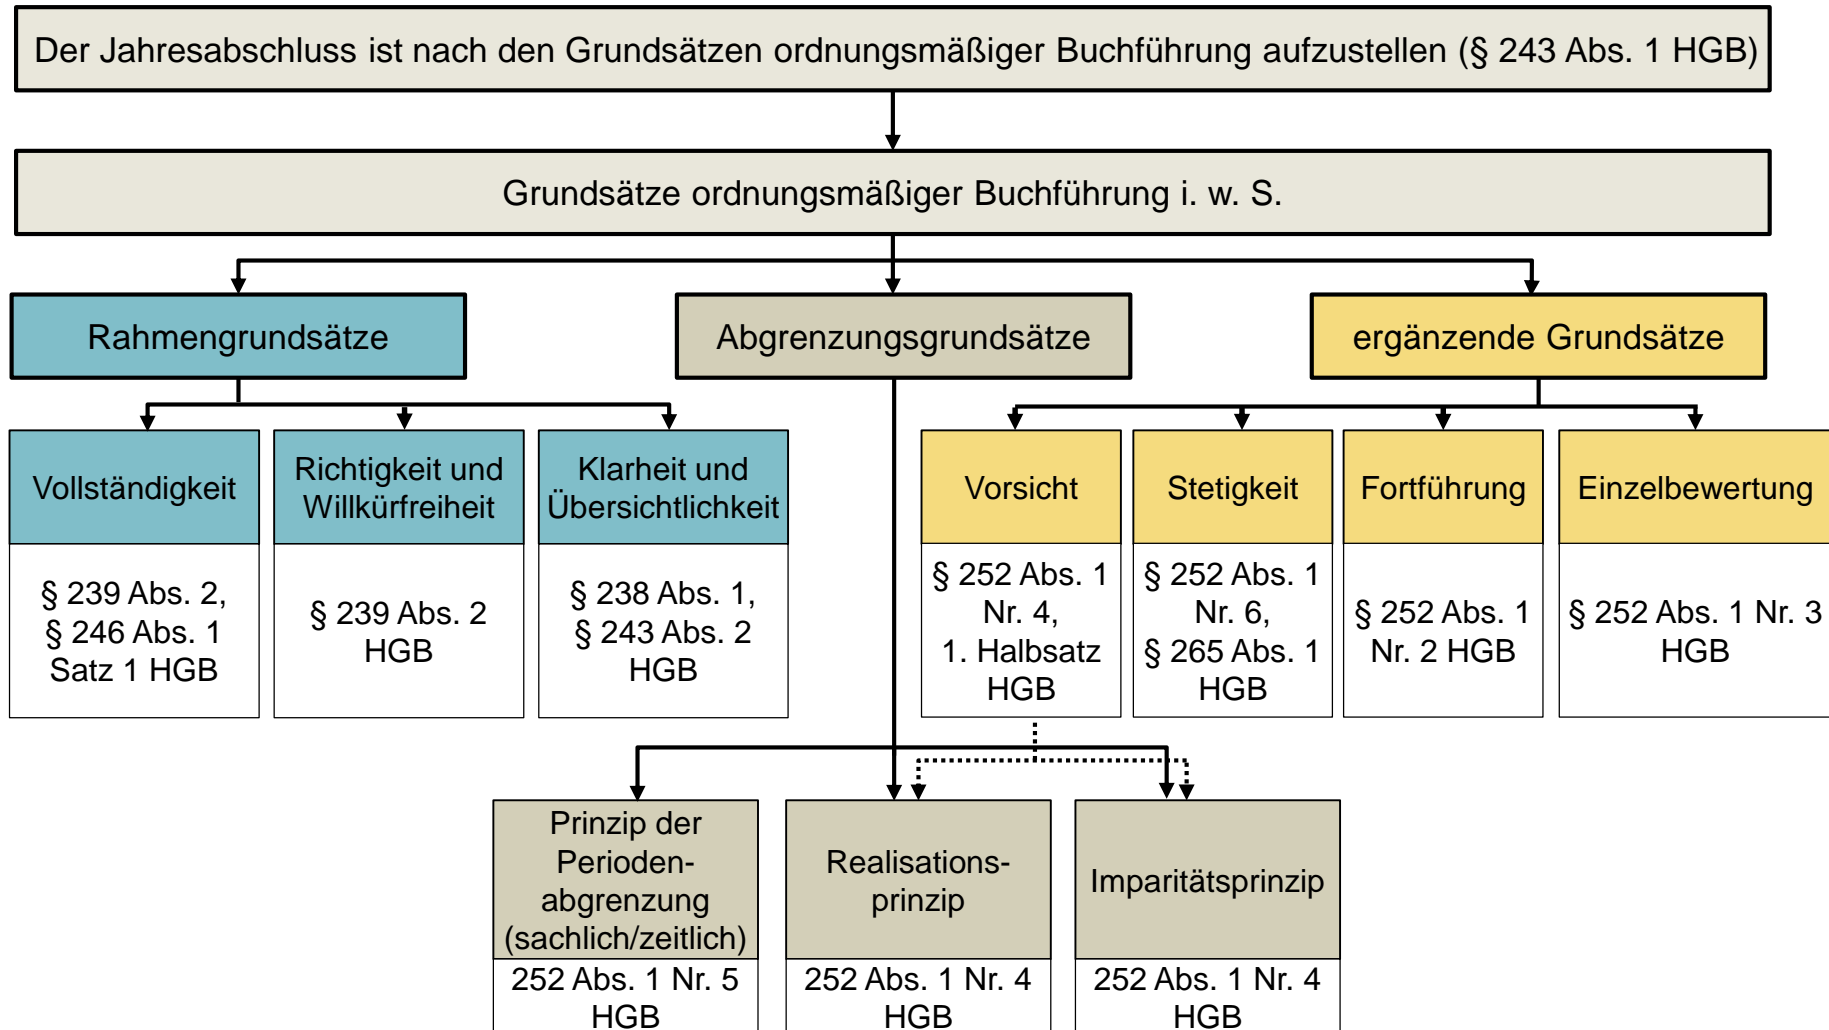 Der Jahresabschluss ist nach den Grundsätzen ordnungsmäßiger Buchführung aufzustellen (§ 243 Abs. 1 HGB)
Grundsätze ordnungsmäßiger Buchführung i. w. S.
Rahmengrundsätze
Abgrenzungsgrundsätze
ergänzende Grundsätze
Vollständigkeit
§ 239 Abs. 2,
§ 246 Abs. 1
Satz 1 HGB
Richtigkeit und
Willkürfreiheit
§ 239 Abs. 2
HGB
Klarheit und
Übersichtlichkeit
§ 238 Abs. 1,
§ 243 Abs. 2
HGB
Vorsicht
§ 252 Abs. 1
Nr. 4,
1. Halbsatz
HGB
Stetigkeit
§ 252 Abs. 1
Nr. 6,
§ 265 Abs. 1
HGB
Fortführung
§ 252 Abs. 1
Nr. 2 HGB
Einzelbewertung
§ 252 Abs. 1 Nr. 3
HGB
Prinzip der
Perioden-
abgrenzung
(sachlich/zeitlich)
252 Abs. 1 Nr. 5
HGB
Realisations-
prinzip
252 Abs. 1 Nr. 4
HGB
Imparitätsprinzip
252 Abs. 1 Nr. 4
HGB